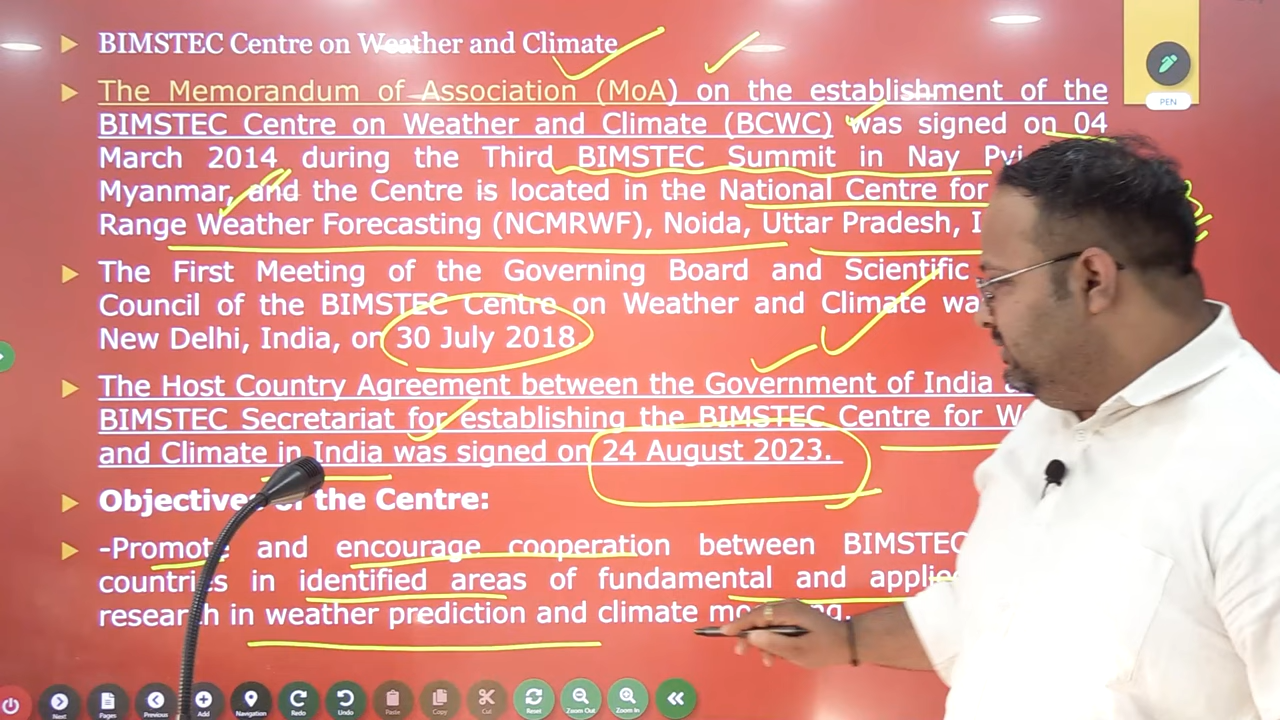 BIMSTEC Centre on Weather and Climate
The Memorandum of Association (MoA) on the establishment of the
BIMSTEC Centre on Weather and Climate (BCWC) was signed on 04
March 2014 during the Third BIMSTEC Summit in Nay
Myanmar, and the Centre is located in the National Centre for
Range Weather Forecasting (NCMRWF), Noida, Uttar Pradesh,
The First Meeting of the Governing Board and Scientific
Council of the BIMSTEC Centre on Weather and Climate
New Delhi, India, on 30 July 2018.
The Host Country Agreement between the Government of India
BIMSTEC Secretariat for establishing the BIMSTEC Centre for
and Climate in India was signed on 24 August 2023.
Objectives of the Centre:
-Promote and encourage cooperation between BIMSTEC
countries in identified areas of fundamental and
research in weather prediction and climate
PEN
Next Pages Previous Add Navigation Redo Undo Paste Copy Cut Reset Zoom Out Zoom In